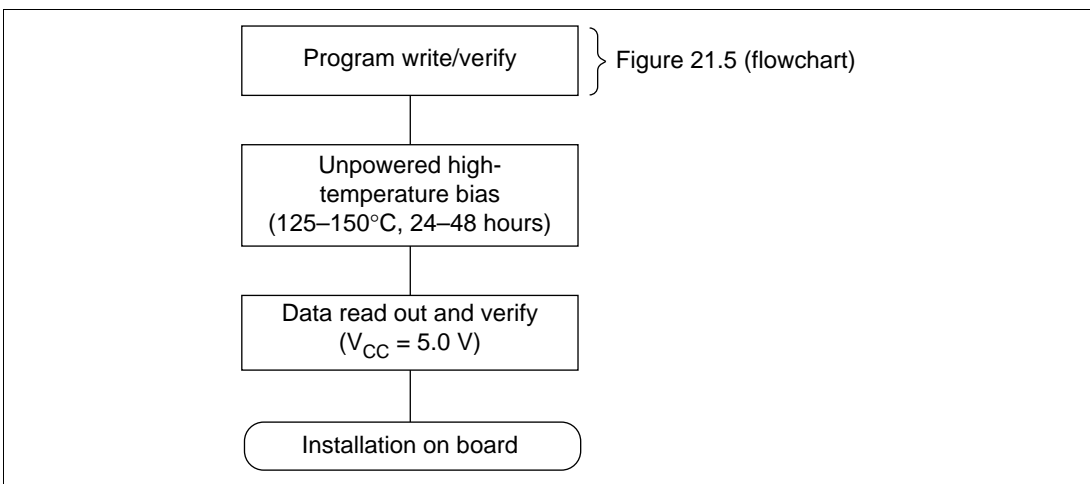 Program write/verify
Figure 21.5 (flowchart)
Unpowered high-
temperature bias
(125–150°C, 24–48 hours)
Data read out and verify
(VCC = 5.0 V)
Installation on board